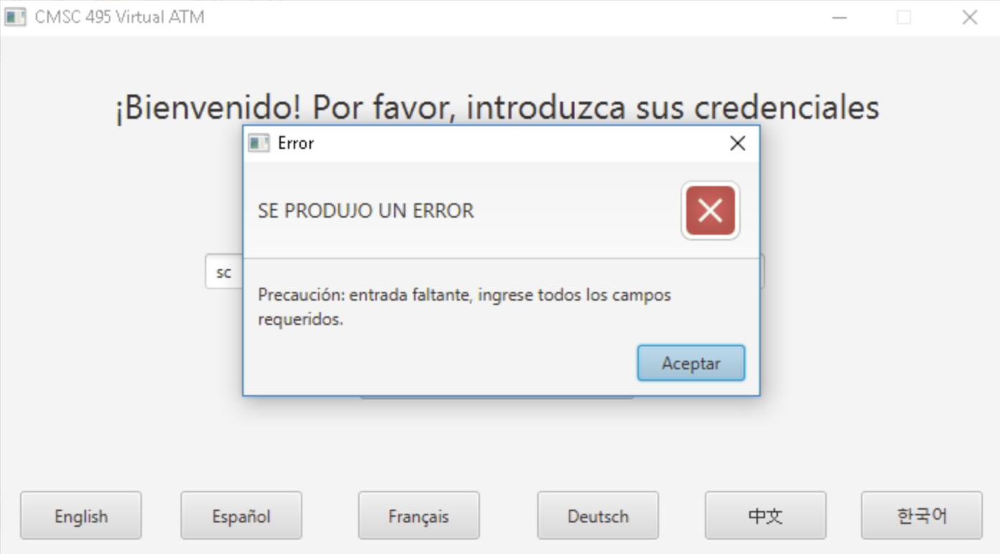 CMSC 495 Virtual ATM
¡Bienvenido! Por favor, introduzca sus credenciales
Error
SE PRODUJO UN ERROR
sc
Precaución: entrada faltante, ingrese todos los campos
requeridos.
Aceptar
English Español Français Deutsch 中文 한국어